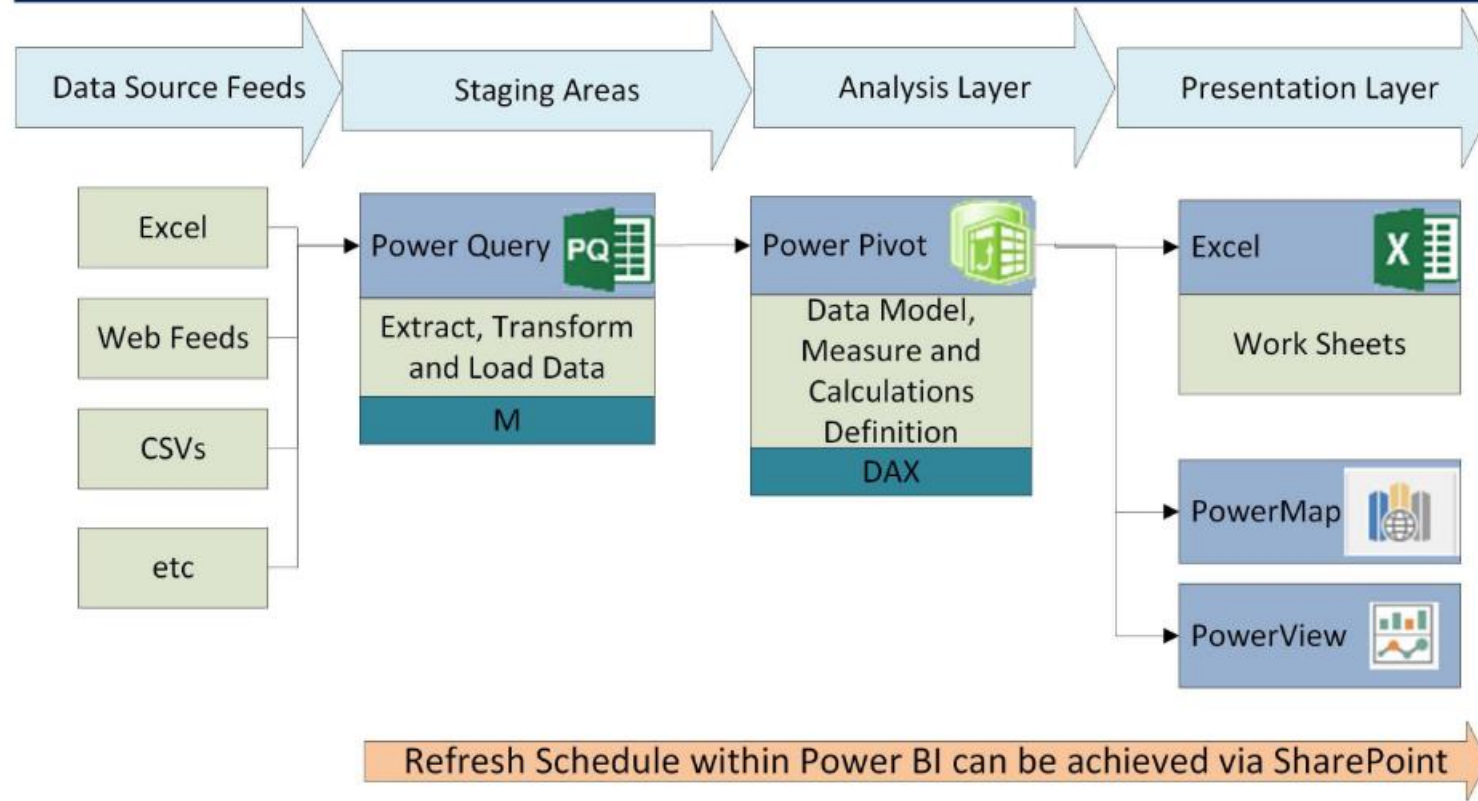 Data Source Feeds
Staging Areas
Analysis Layer
Presentation Layer
Excel
Web Feeds
CSVs
etc
Power Query
PQ
Extract, Transform
and Load Data
M
Power Pivot
Data Model,
Measure and
Calculations
Definition
DAX
Excel
X
Work Sheets
PowerMap
PowerView
Refresh Schedule within Power BI can be achieved via SharePoint